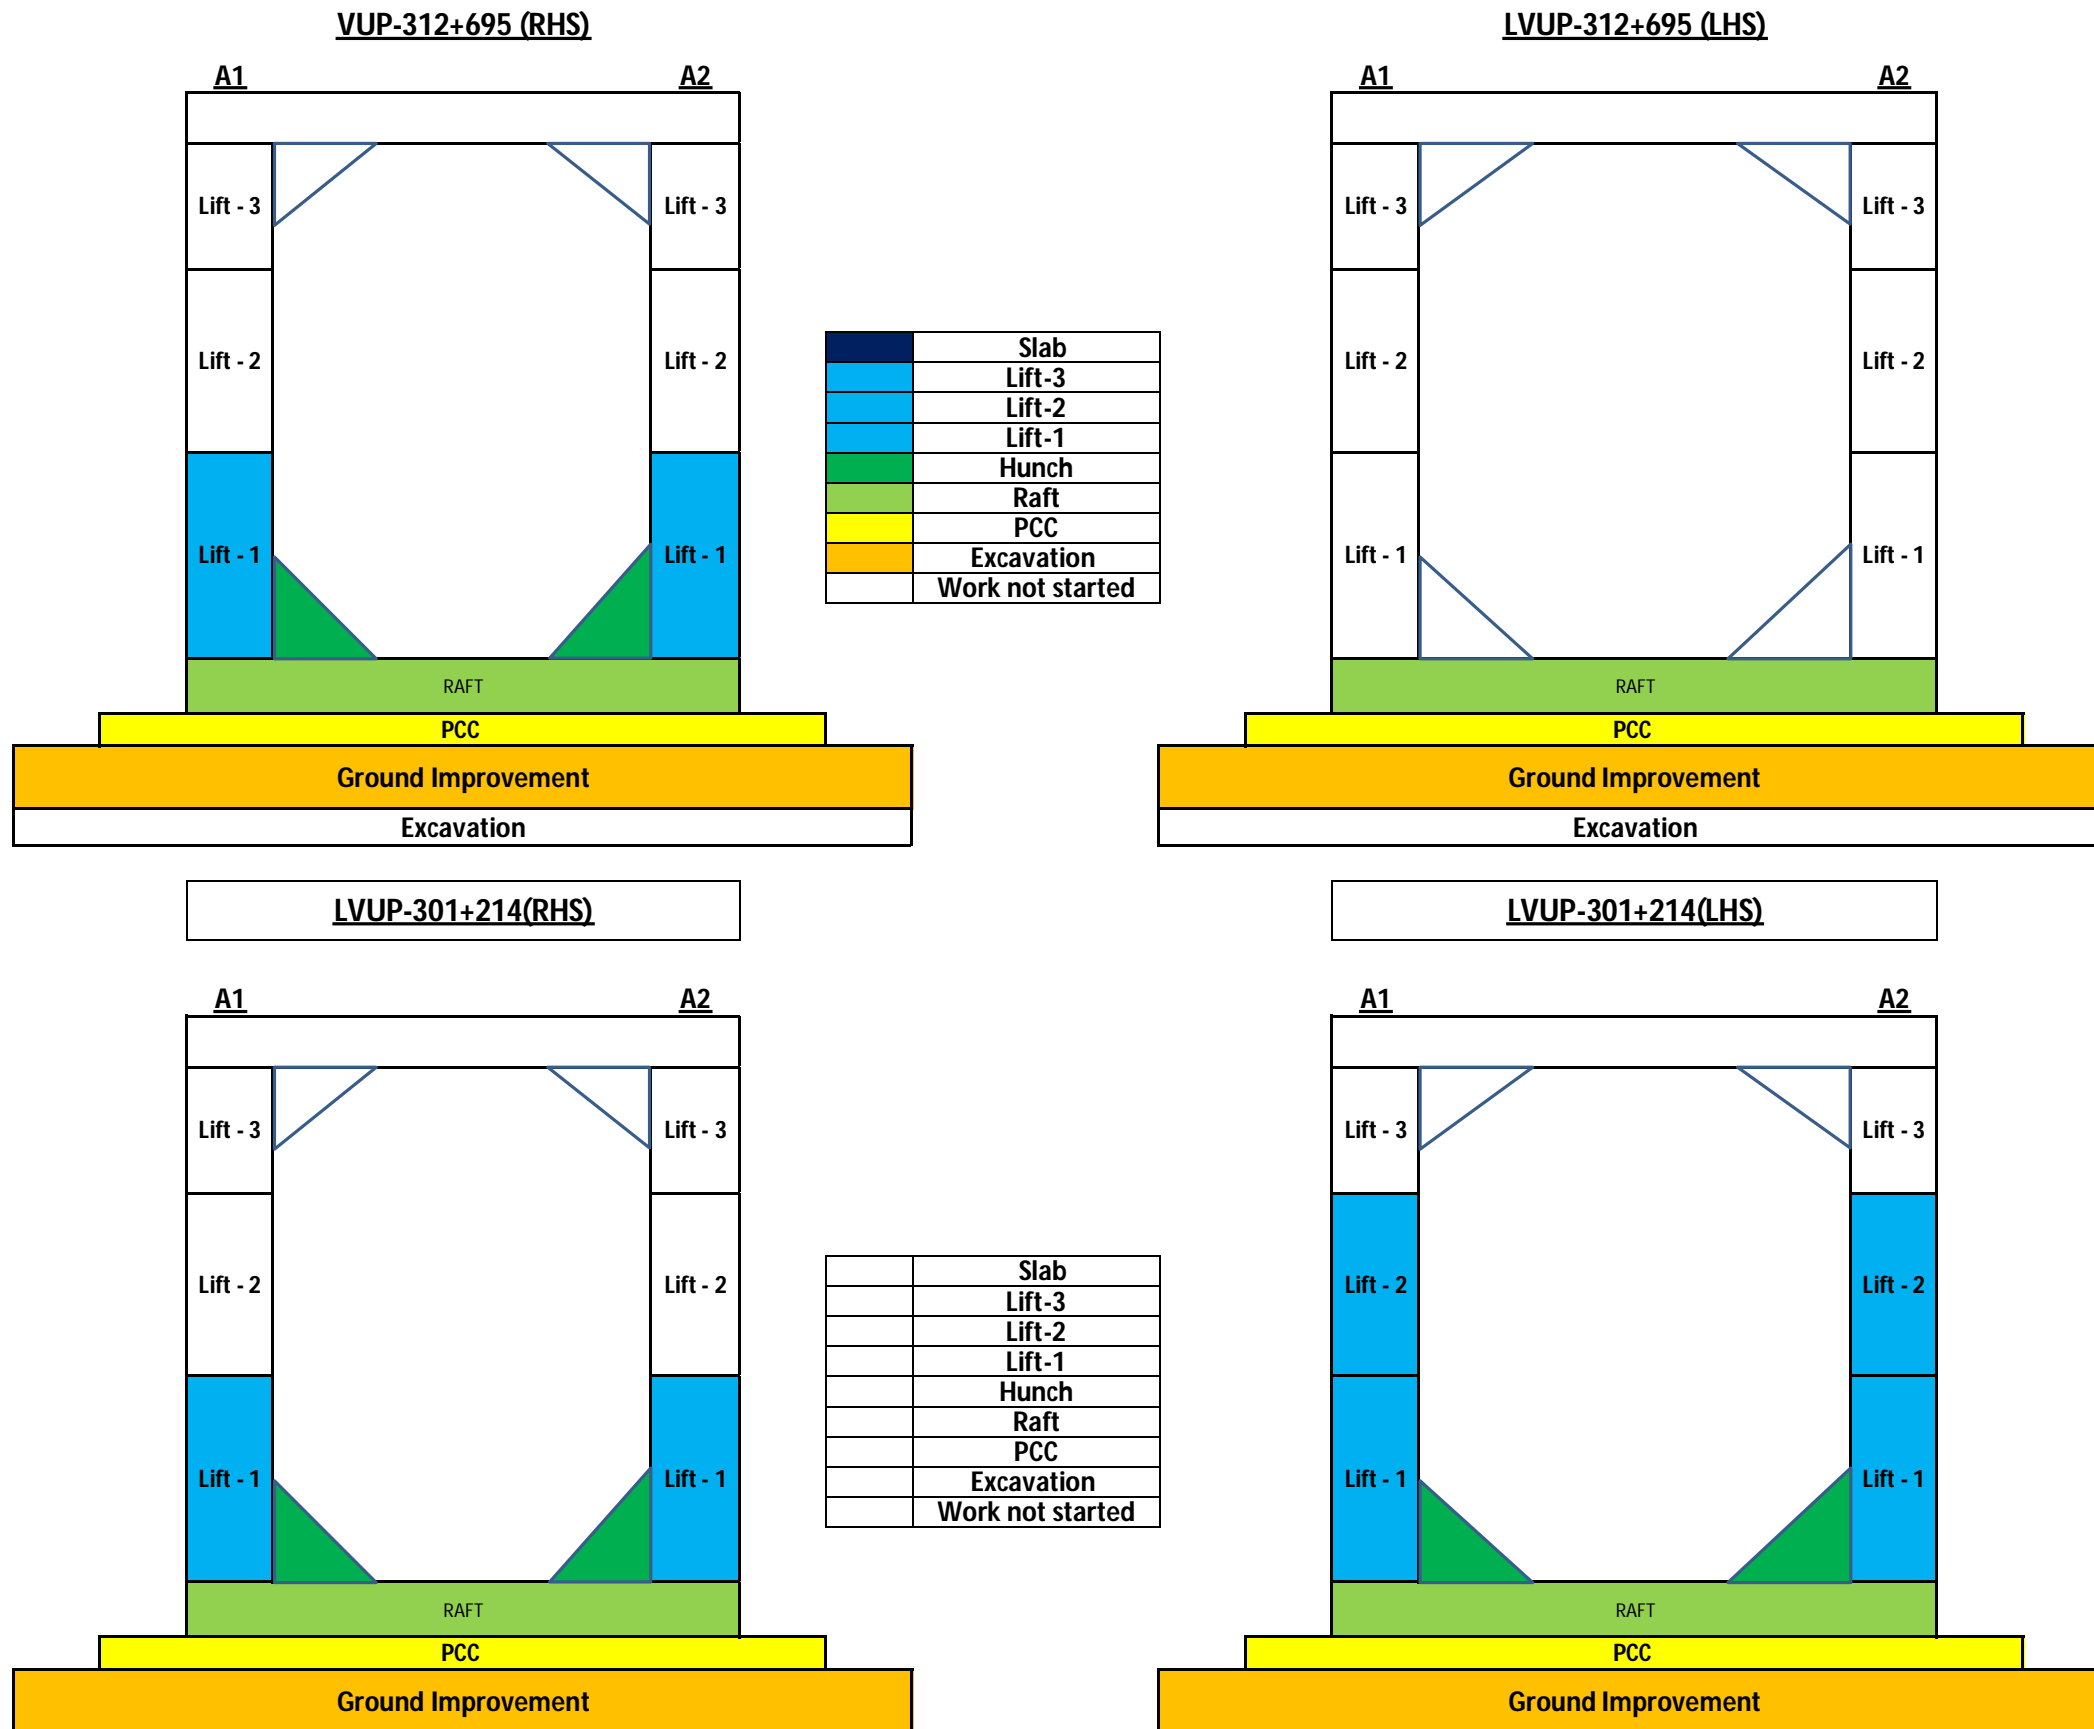 VUP-312+695 (RHS)
LVUP-312+695 (LHS)
A1 A2
A1 A2
Lift - 3 Lift - 3
Lift - 3 Lift - 3
Lift - 2 Lift - 2
Lift - 2 Lift - 2
Slab
Lift-3
Lift-2
Lift-1
Hunch
Raft
PCC
Excavation
Work not started
Lift - 1 Lift - 1
Lift - 1 Lift - 1
RAFT
RAFT
PCC
PCC
Ground Improvement
Ground Improvement
Excavation
Excavation
LVUP-301+214(RHS)
LVUP-301+214(LHS)
A1 A2
A1 A2
Lift - 3 Lift - 3
Lift - 3 Lift - 3
Lift - 2 Lift - 2
Lift - 2 Lift - 2
Slab
Lift-3
Lift-2
Lift-1
Hunch
Raft
PCC
Excavation
Work not started
Lift - 1 Lift - 1
Lift - 1 Lift - 1
RAFT
RAFT
PCC
PCC
Ground Improvement
Ground Improvement